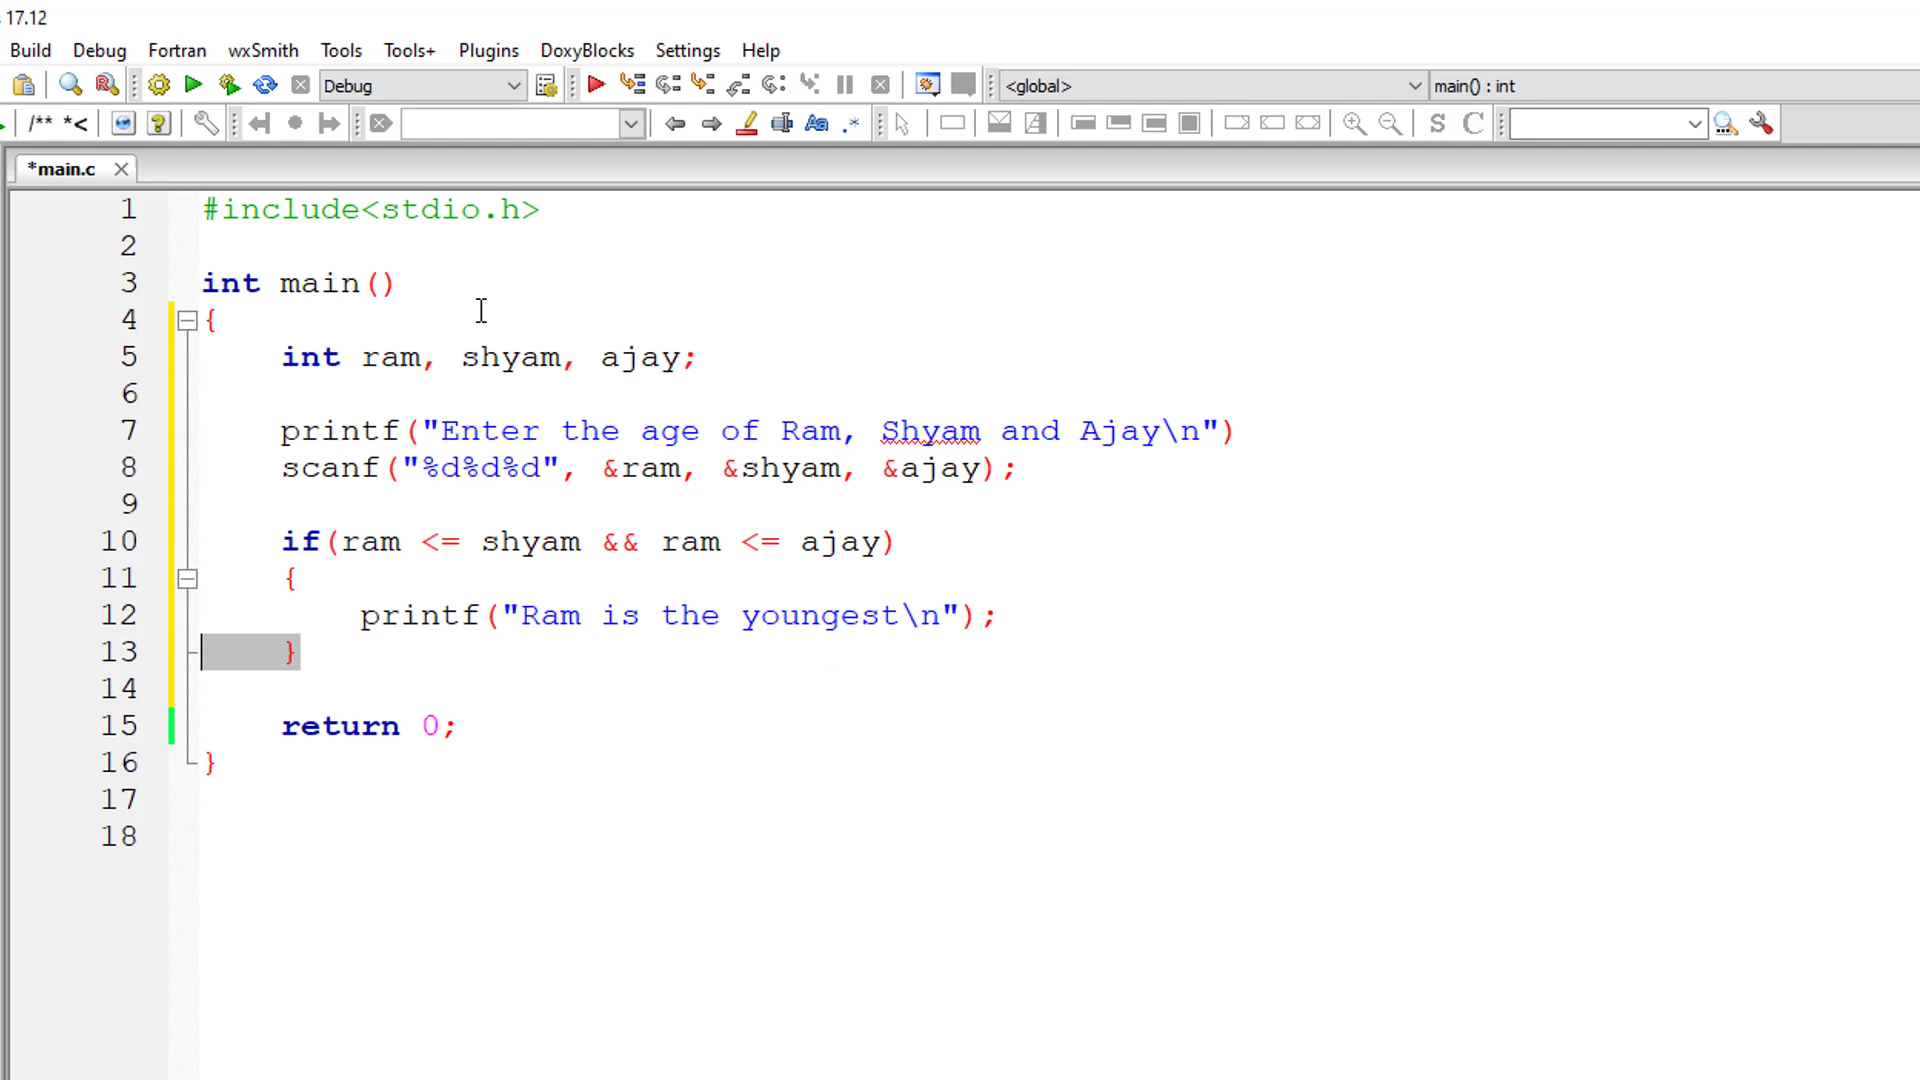 s 17.12
Build Debug Fortran wxSmith Tools Tools+ Plugins DoxyBlocks Settings Help
Debug <global> main() : int
/** *< Aa .* S C
*main.c
1 #include<stdio.h>
2
3 int main()
4 {
5 int ram, shyam, ajay;
6
7 printf("Enter the age of Ram, Shyam and Ajay\n")
8 scanf("%d%d%d", &ram, &shyam, &ajay);
9
10 if(ram <= shyam && ram <= ajay)
11 {
12 printf("Ram is the youngest\n");
13 }
14
15 return 0;
16 }
17
18